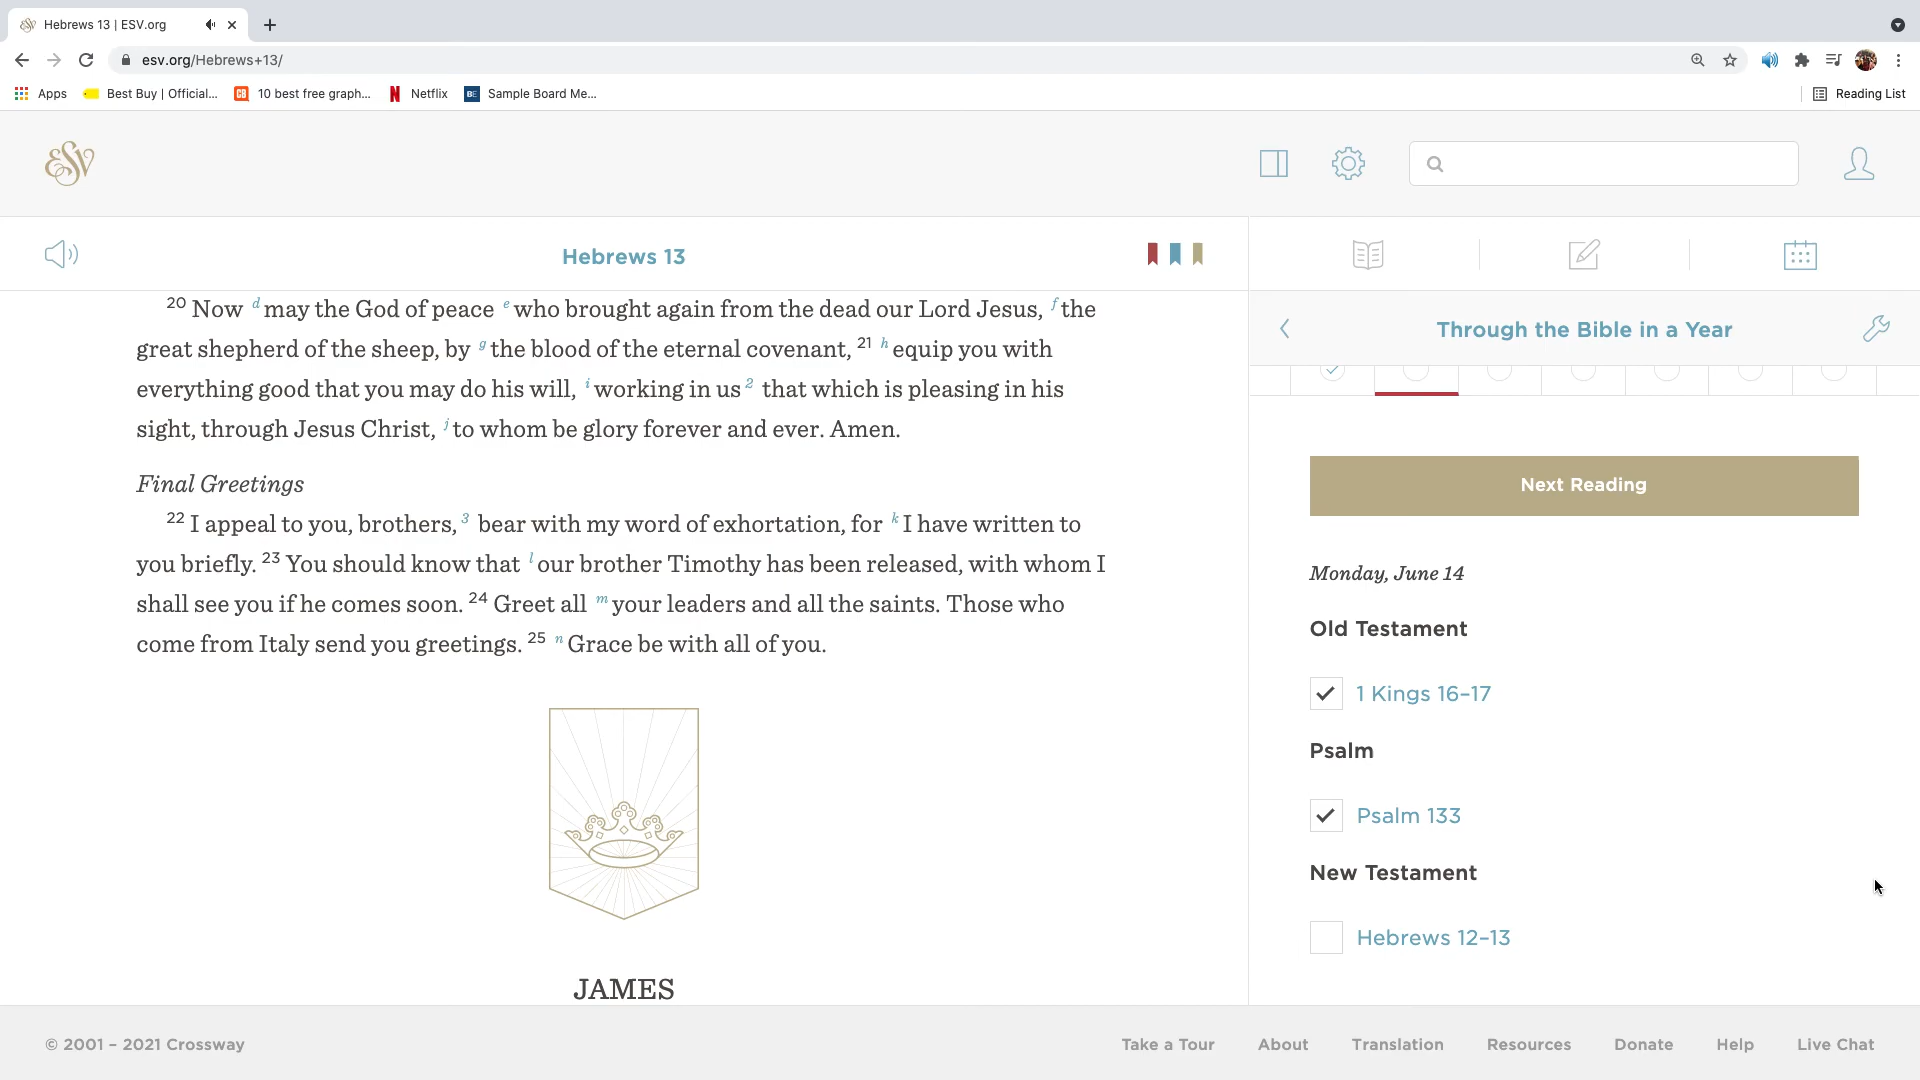 Hebrews 13 | ESV.org
esv.org/Hebrews+13/
Apps
Best Buy | Official...
CB
10 best free graph...
Netflix
BE
Sample Board Me...
Reading List
ESV
Hebrews 13
20 Now d may the God of peace e who brought again from the dead our Lord Jesus, f the
great shepherd of the sheep, by g the blood of the eternal covenant, 21 h equip you with
everything good that you may do his will, i working in us 2 that which is pleasing in his
sight, through Jesus Christ, j to whom be glory forever and ever. Amen.
Final Greetings
22 I appeal to you, brothers, 3 bear with my word of exhortation, for k I have written to
you briefly. 23 You should know that l our brother Timothy has been released, with whom I
shall see you if he comes soon. 24 Greet all m your leaders and all the saints. Those who
come from Italy send you greetings. 25 n Grace be with all of you.
JAMES
Through the Bible in a Year
Next Reading
Monday, June 14
Old Testament
1 Kings 16–17
Psalm
Psalm 133
New Testament
Hebrews 12–13
© 2001 – 2021 Crossway
Take a Tour
About
Translation
Resources
Donate
Help
Live Chat